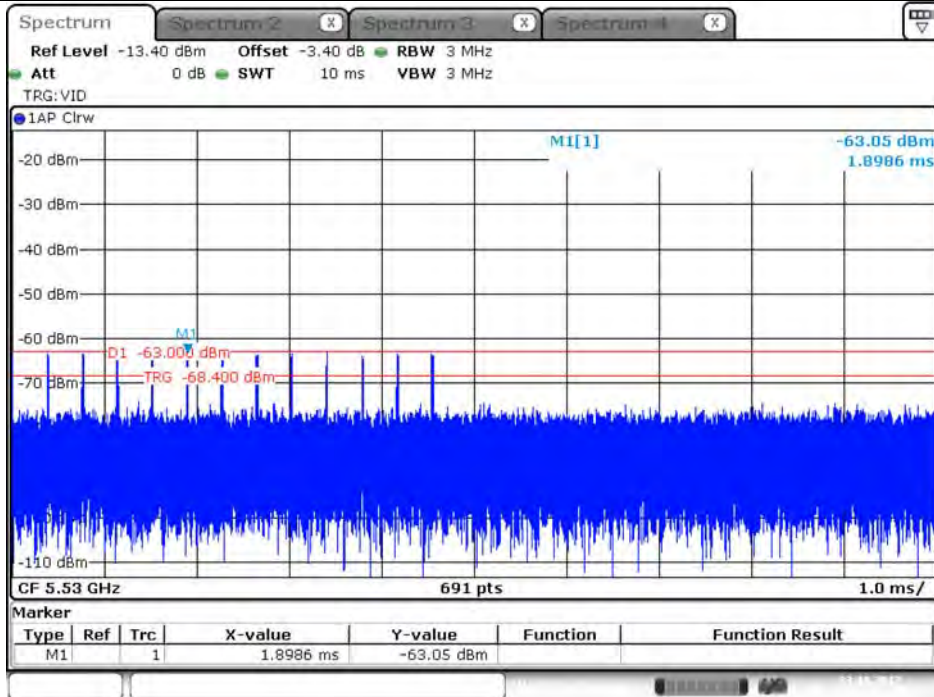 Spectrum Spectrum 2 X Spectrum 3 X Spectrum 4 X
Ref Level -13.40 dBm Offset -3.40 dB RBW 3 MHz
Att 0 dB SWT 10 ms VBW 3 MHz
TRG:VID
1AP Clrw
M1[1] -63.05 dBm
1.8986 ms
-20 dBm
-30 dBm
-40 dBm
-50 dBm
-60 dBm
M1
D1 -63.000 dBm
TRG -68.400 dBm
-70 dBm
-110 dBm
CF 5.53 GHz 691 pts 1.0 ms/
Marker
Type Ref Trc X-value Y-value Function Function Result
M1 1 1.8986 ms -63.05 dBm